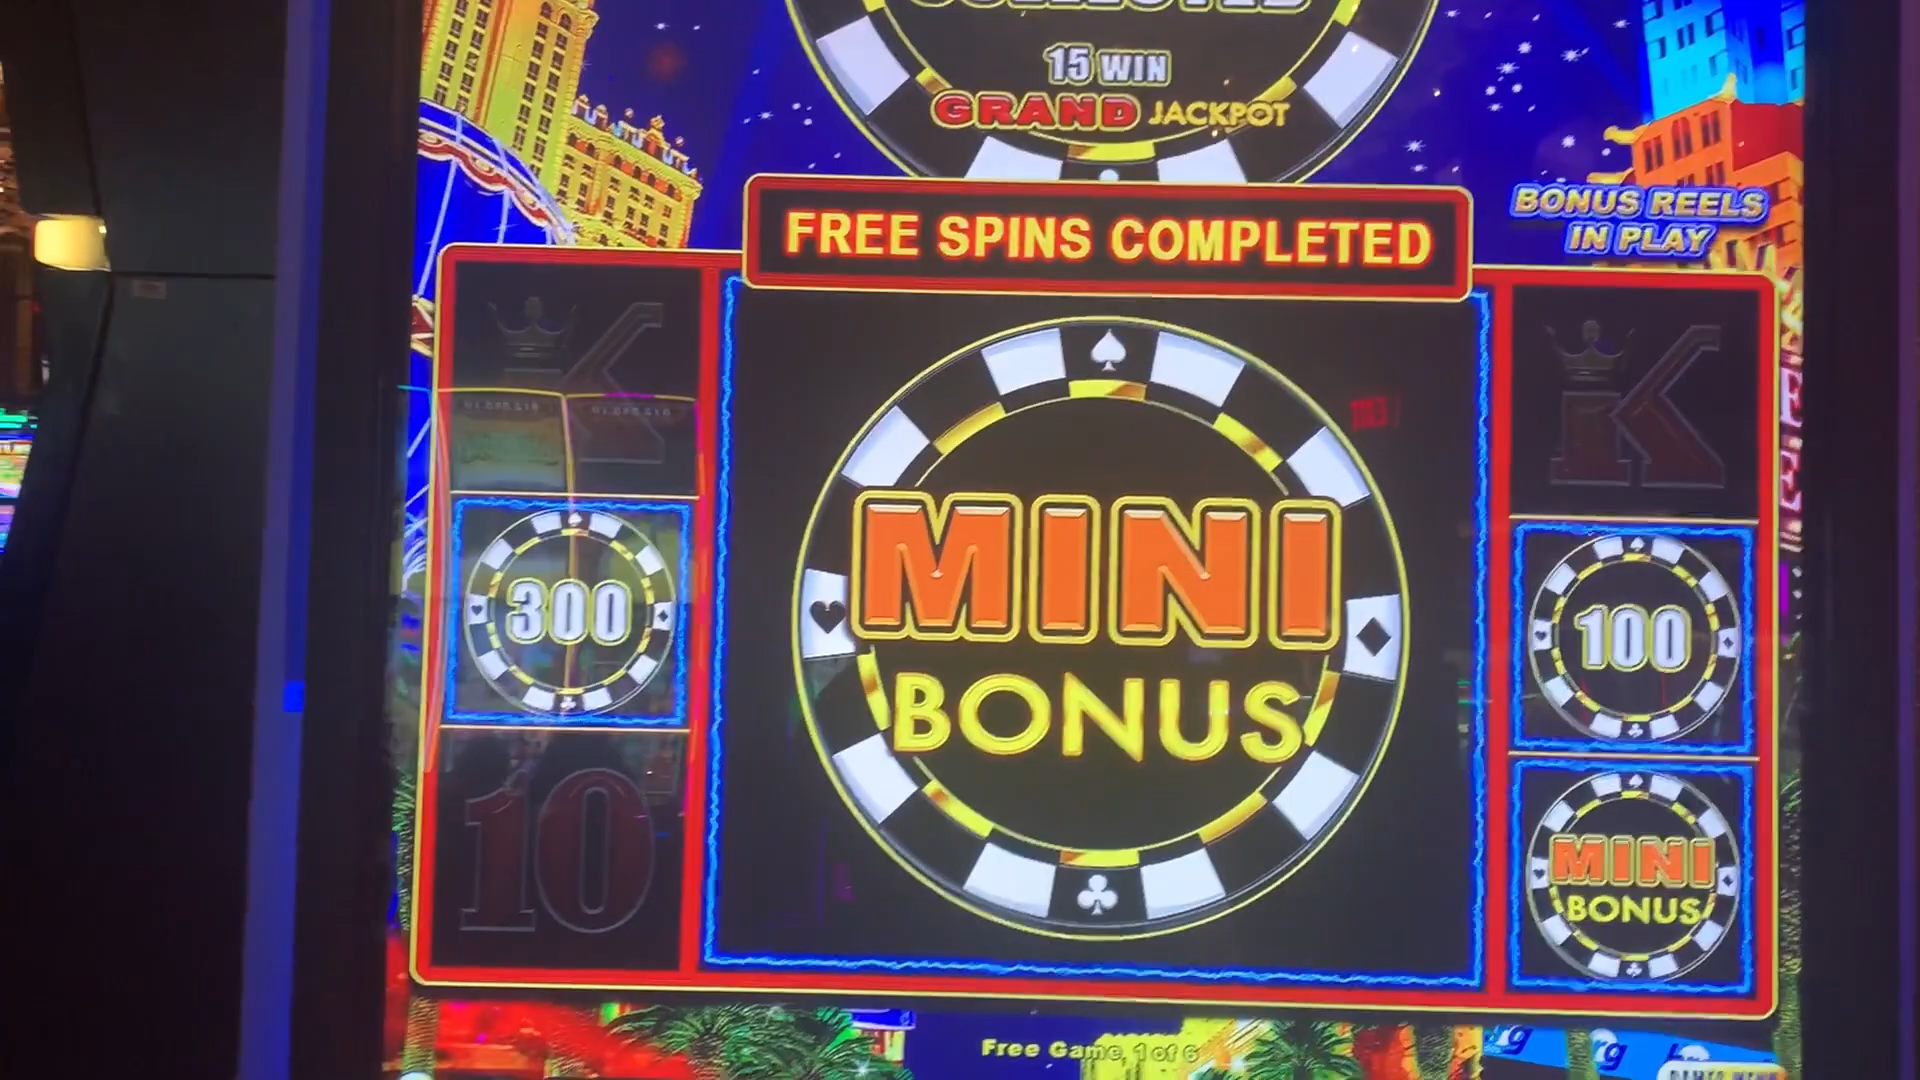 15 WIN
GRAND JACKPOT
FREE SPINS COMPLETED
BONUS REELS
IN PLAY
K
K
300
MINI
BONUS
100
10
MINI
BONUS
Free Game, 1 of 6